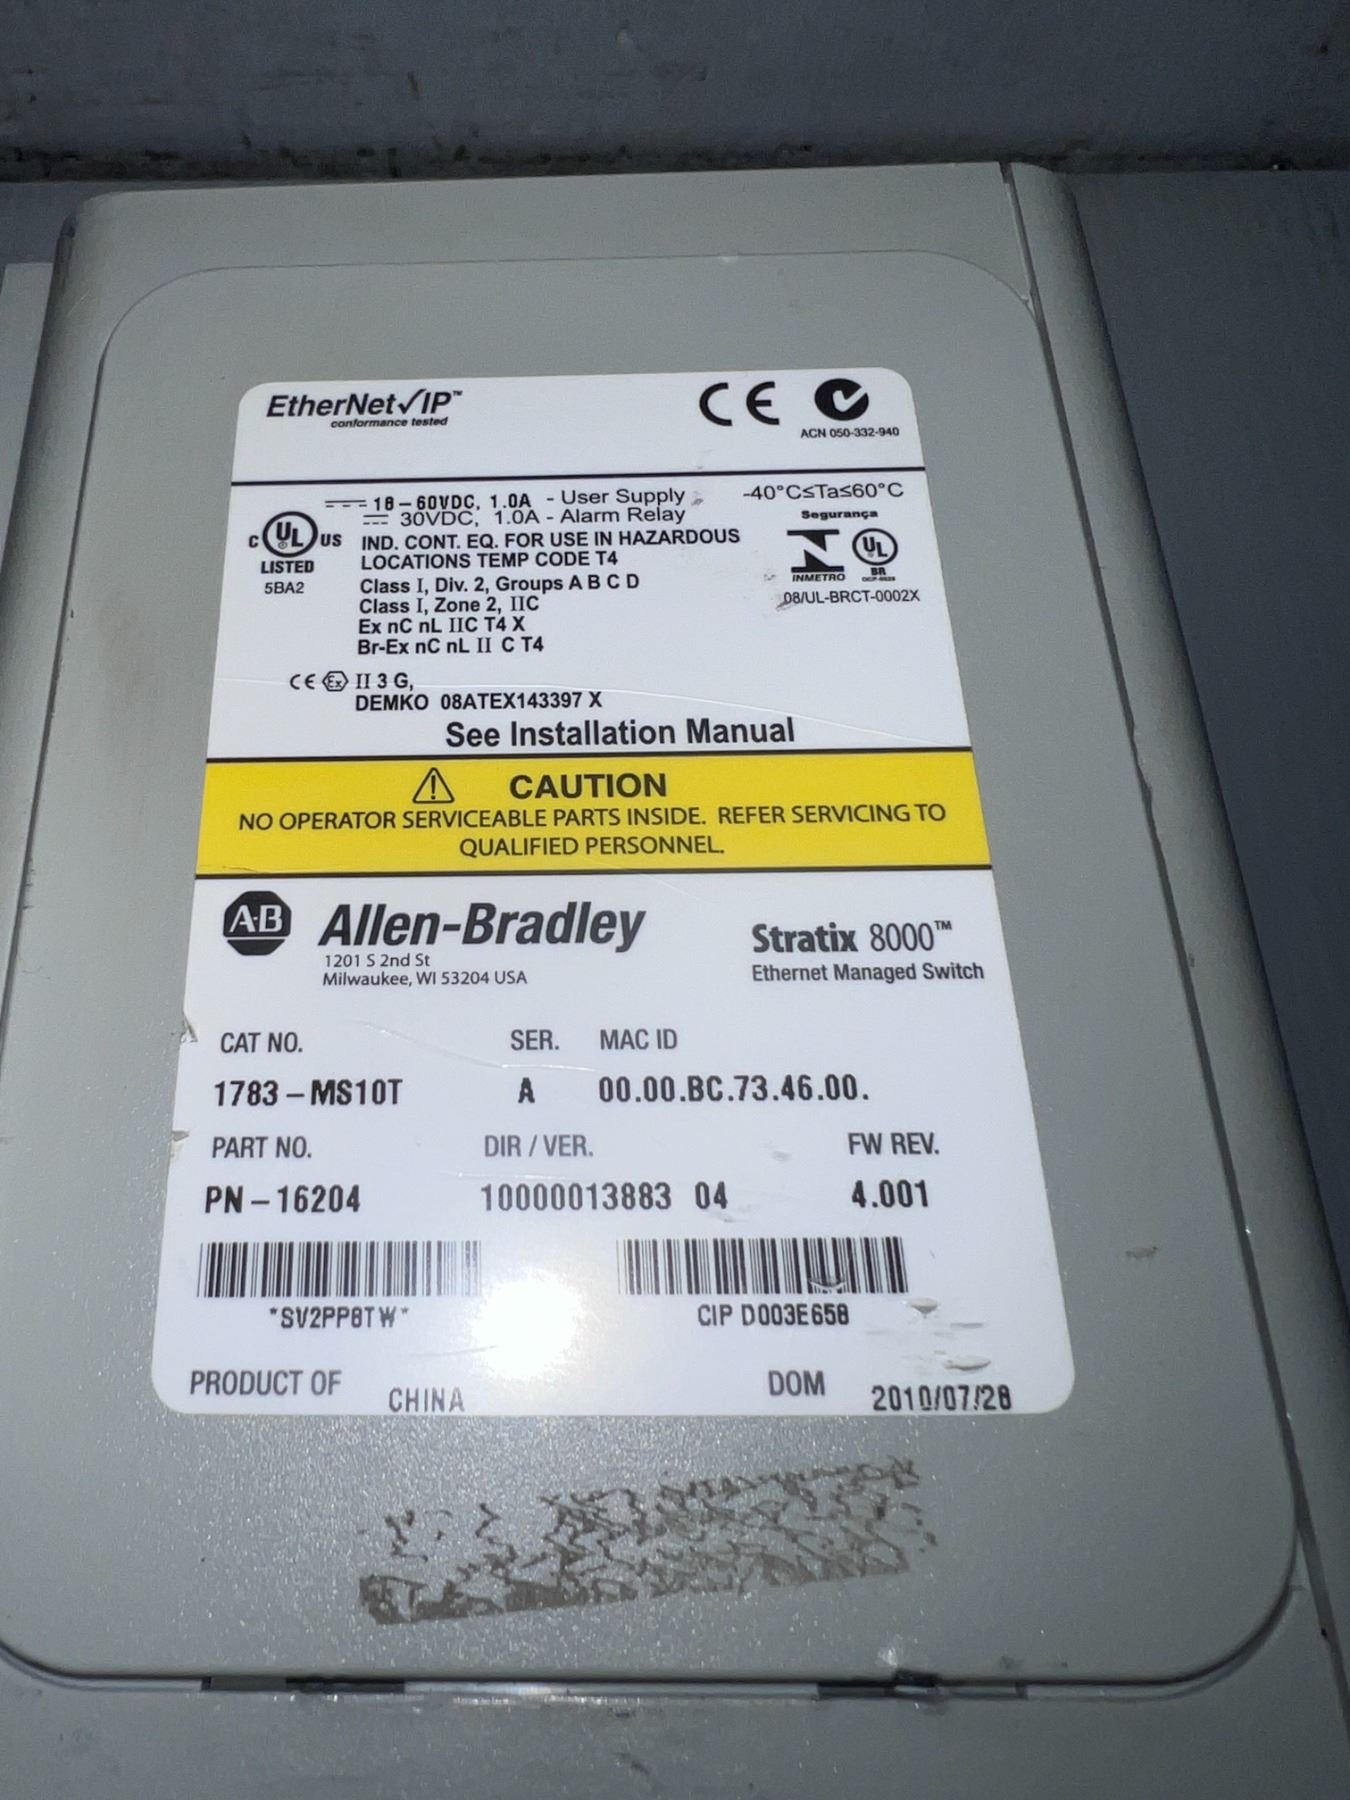 EtherNet/IP™
conformance tested
CE
ACN 050-332-940
18-60VDC, 1.0A - User Supply
30VDC, 1.0A - Alarm Relay
-40°C≤Ta≤60°C
Segurança
C UL US
LISTED
5BA2
IND. CONT. EQ. FOR USE IN HAZARDOUS
LOCATIONS TEMP CODE T4
Class I, Div. 2, Groups A B C D
Class I, Zone 2, IIC
Ex nC nL IIC T4 X
Br-Ex nC nL II C T4
INMETRO
UL
BR
08/UL-BRCT-0002X
CE Ex II 3 G,
DEMKO 08ATEX143397 X
See Installation Manual
CAUTION
NO OPERATOR SERVICEABLE PARTS INSIDE. REFER SERVICING TO
QUALIFIED PERSONNEL.
A-B Allen-Bradley
1201 S 2nd St
Milwaukee, WI 53204 USA
Stratix 8000™
Ethernet Managed Switch
CAT NO. SER. MAC ID
1783-MS10T A 00.00.BC.73.46.00.
PART NO. DIR / VER. FW REV.
PN-16204 10000013883 04 4.001
*SV2PP8TW* CIP D003E658
PRODUCT OF CHINA DOM 2010/07/28